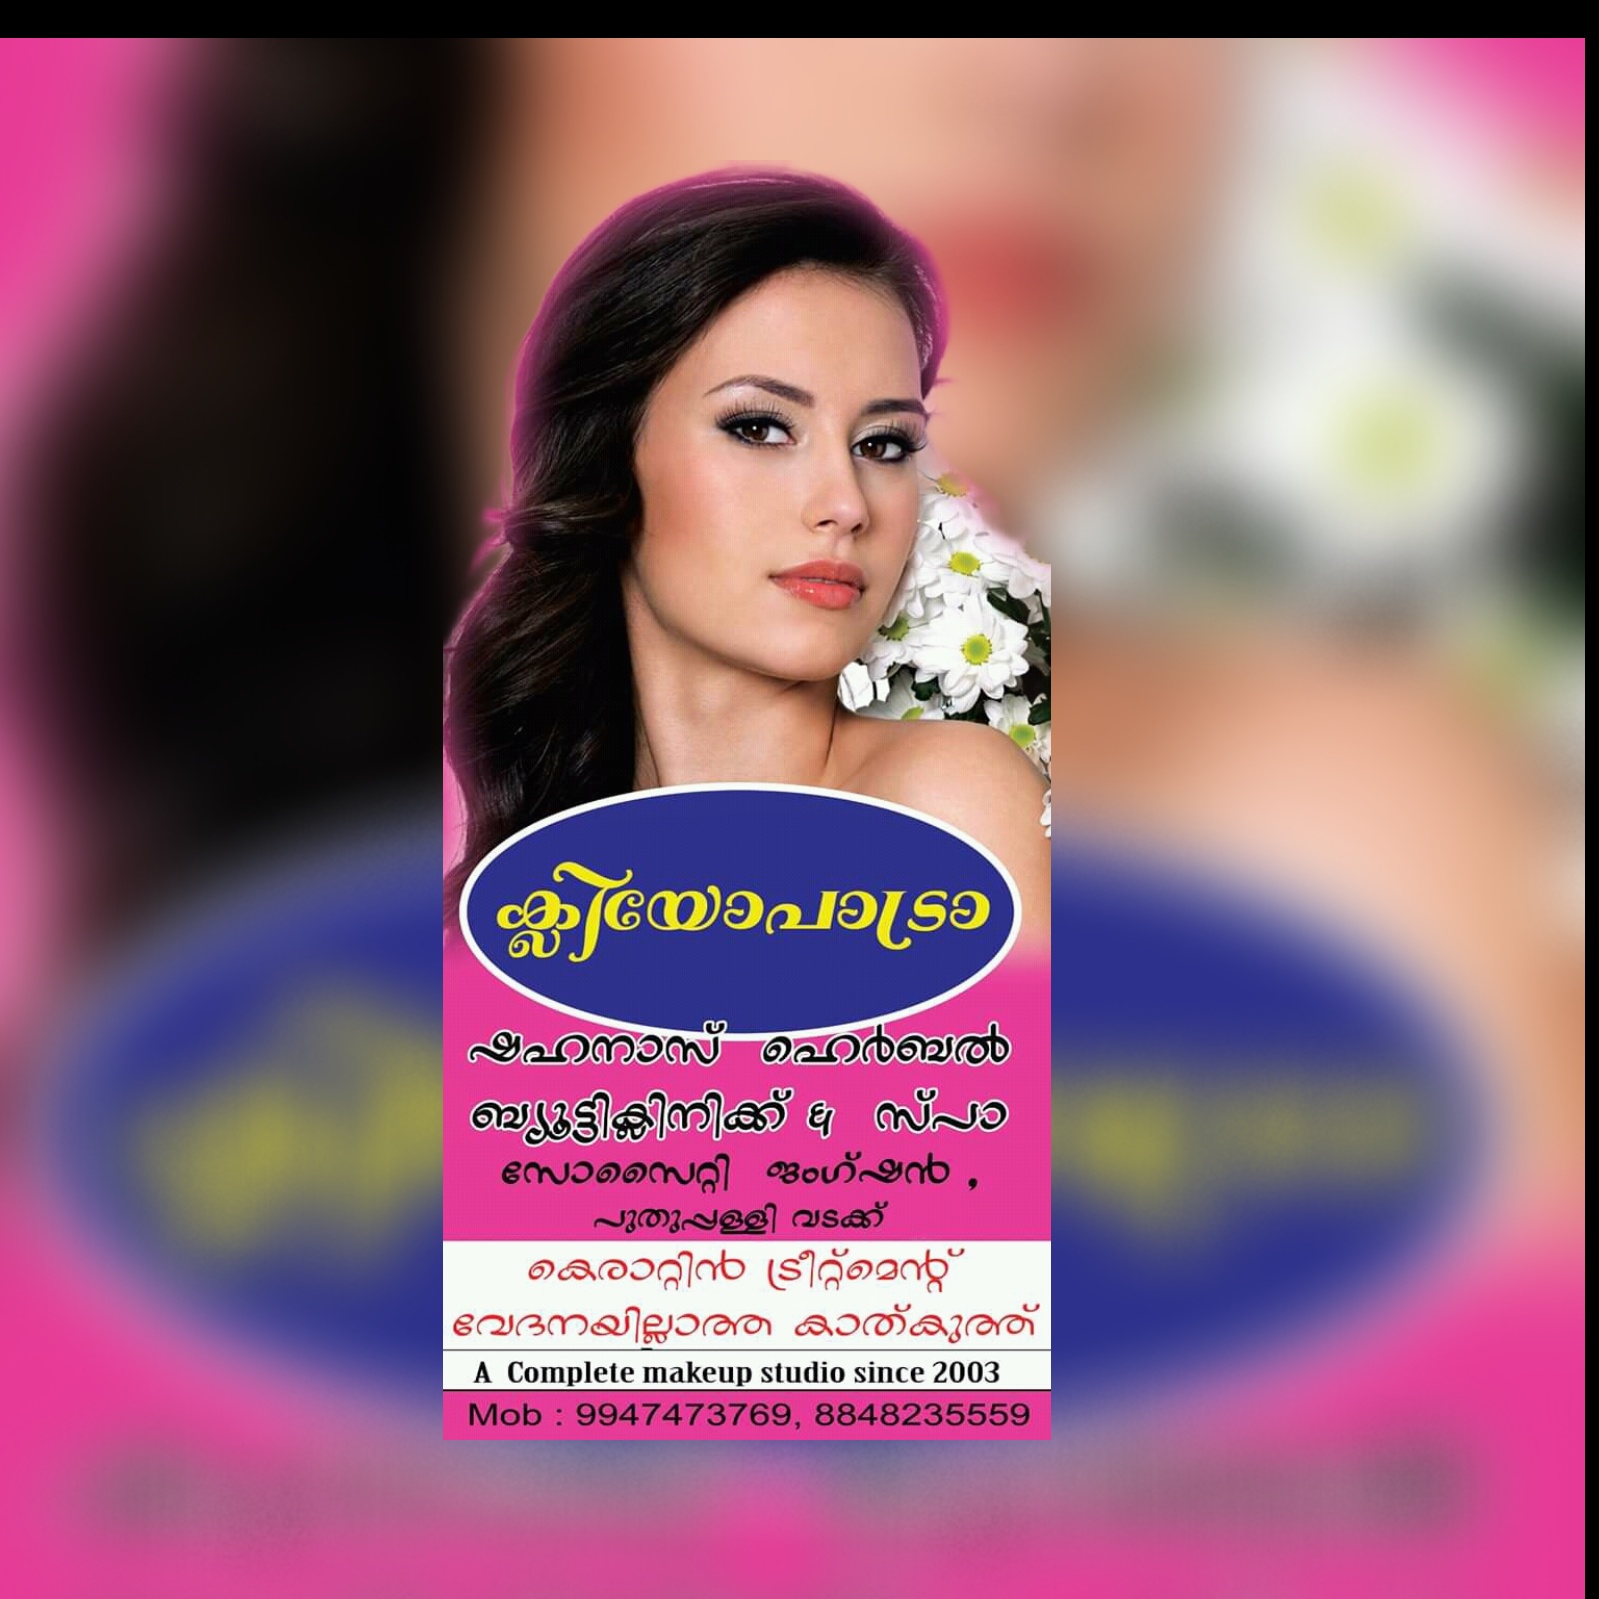 ക്ലിയോപാട്രാ
ഷഹനാസ് ഹെർബൽ
ബ്യൂട്ടിക്ലിനിക്ക് & സ്പാ
സോസൈറ്റി ജംഗ്ഷൻ ,
പുതുപ്പള്ളി വടക്ക്
കെരാറ്റിൻ ട്രീറ്റ്മെന്റ്
വേദനയില്ലാത്ത കാത്കുത്ത്
A Complete makeup studio since 2003
Mob : 9947473769, 8848235559